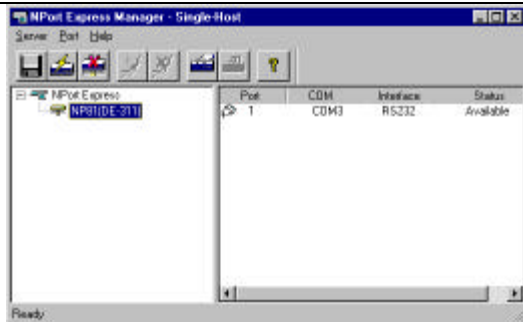 NPort Express Manager - Single-Host
Server Port Help
NPort Express
NP81(DE-311)
Port COM Interface Status
1 COM3 RS232 Available
Ready